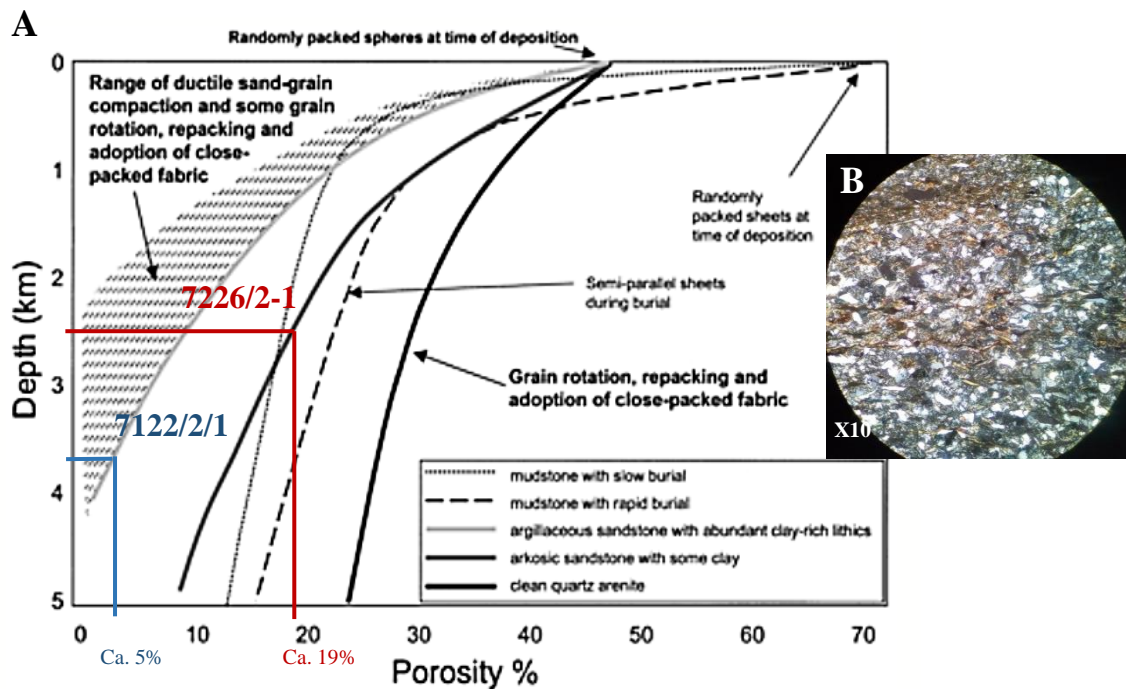 A
Randomly packed spheres at time of deposition
0
Range of ductile sand-grain
compaction and some grain
rotation, repacking and
adoption of close-
packed fabric
1
B
Randomly
packed sheets at
time of deposition
2
7226/2-1
Semi-parallel sheets
during burial
Depth (km)
3
Grain rotation, repacking and
adoption of close-packed fabric
7122/2/1
X10
mudstone with slow burial
mudstone with rapid burial
argillaceous sandstone with abundant clay-rich lithics
arkosic sandstone with some clay
clean quartz arenite
4
5
0 10 20 30 40 50 60 70
Ca. 5%
Ca. 19%
Porosity %